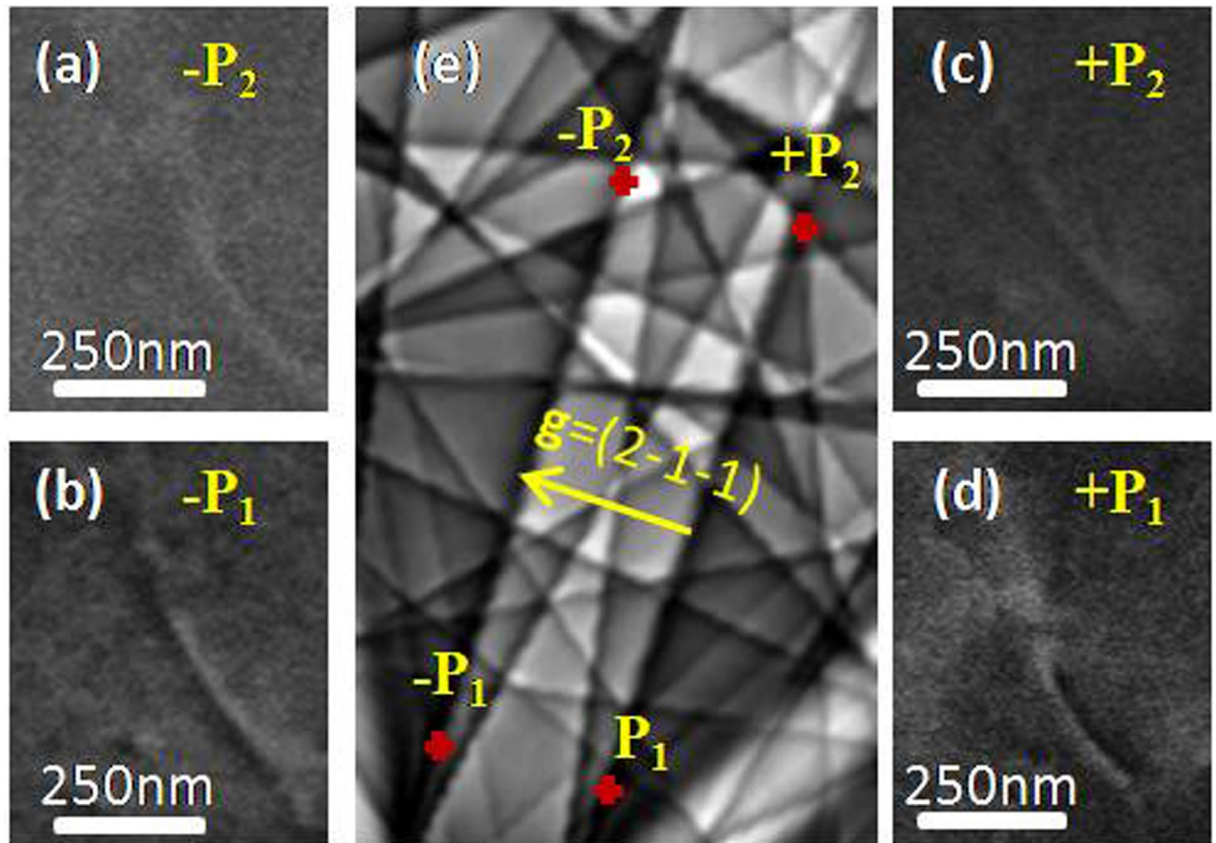 (a) -P₂
250nm
(b) -P₁
250nm
(e)
-P₂
+P₂
g=(2-1-1)
-P₁
P₁
(c) +P₂
250nm
(d) +P₁
250nm